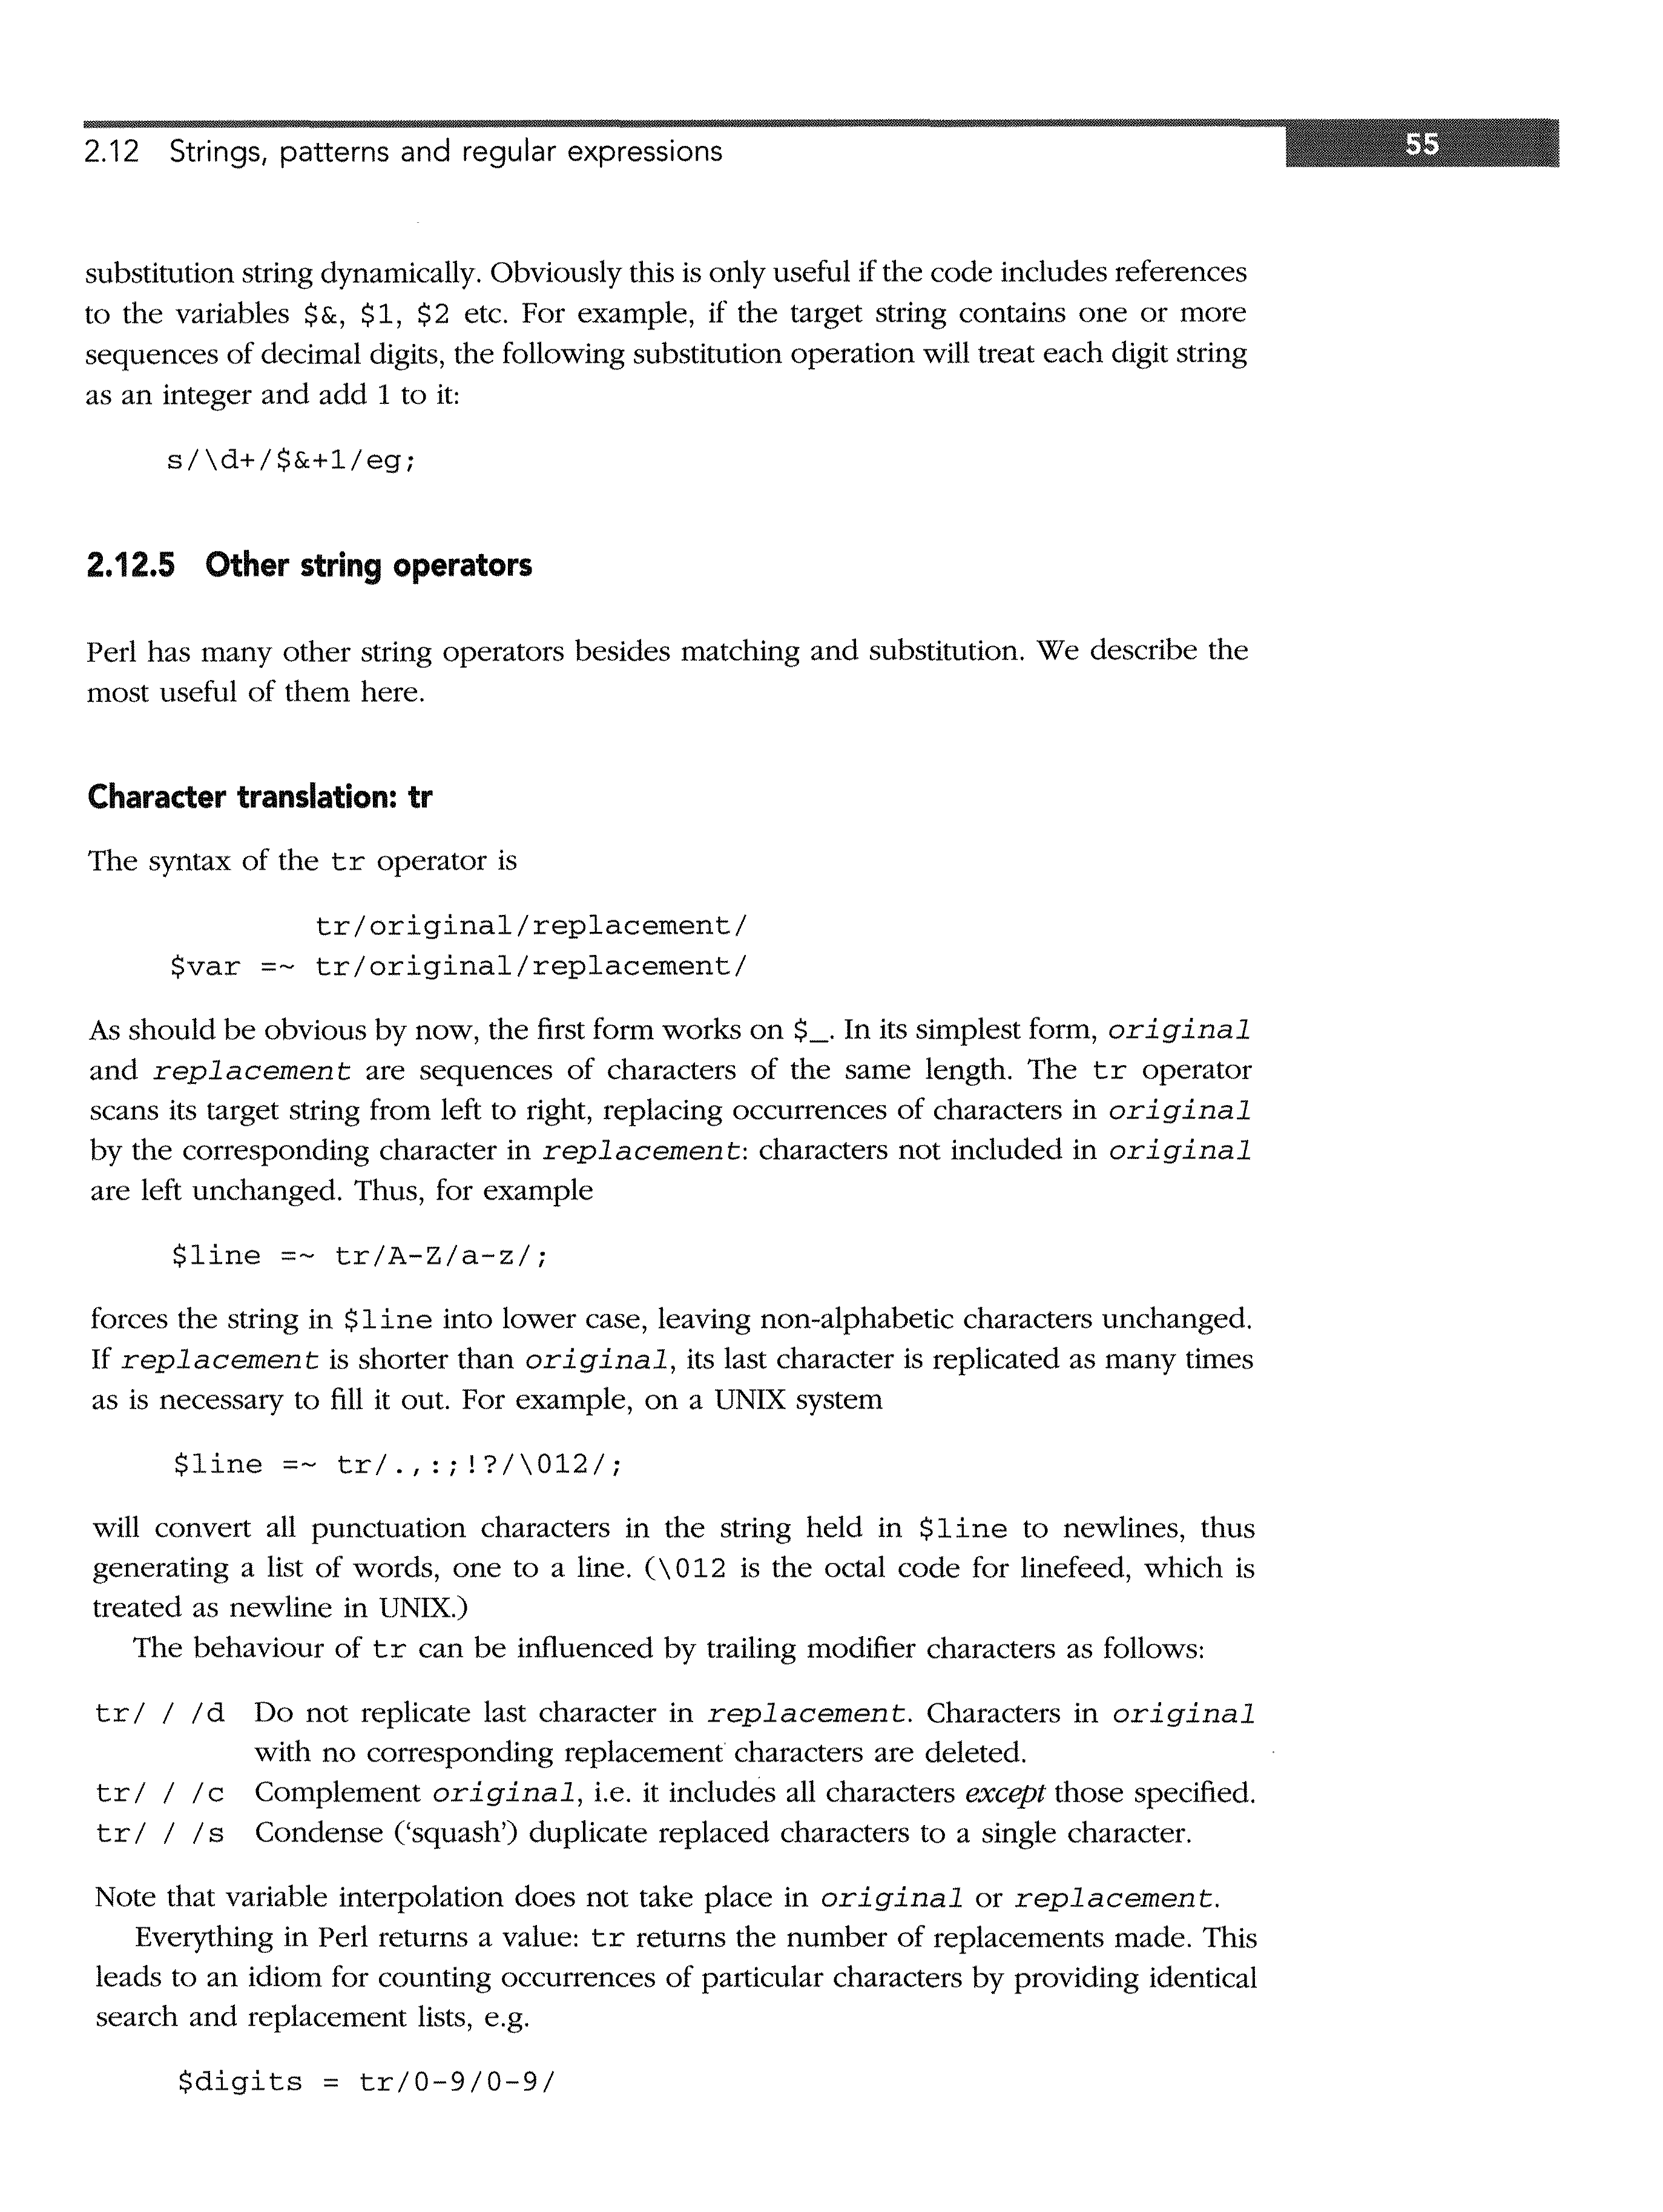 2.12 Strings, patterns and regular expressions 55
substitution string dynamically. Obviously this is only useful if the code includes references
to the variables $&, $1, $2 etc. For example, if the target string contains one or more
sequences of decimal digits, the following substitution operation will treat each digit string
as an integer and add 1 to it:
s/\d+/$&+1/eg;
2.12.5 Other string operators
Perl has many other string operators besides matching and substitution. We describe the
most useful of them here.
Character translation: tr
The syntax of the tr operator is
tr/original/replacement/
$var =~ tr/original/replacement/
As should be obvious by now, the first form works on $_. In its simplest form, original
and replacement are sequences of characters of the same length. The tr operator
scans its target string from left to right, replacing occurrences of characters in original
by the corresponding character in replacement: characters not included in original
are left unchanged. Thus, for example
$line =~ tr/A-Z/a-z/;
forces the string in $line into lower case, leaving non-alphabetic characters unchanged.
If replacement is shorter than original, its last character is replicated as many times
as is necessary to fill it out. For example, on a UNIX system
$line =~ tr/.,:;!?/\012/;
will convert all punctuation characters in the string held in $line to newlines, thus
generating a list of words, one to a line. (\012 is the octal code for linefeed, which is
treated as newline in UNIX.)
The behaviour of tr can be influenced by trailing modifier characters as follows:
tr/ / /d Do not replicate last character in replacement. Characters in original
with no corresponding replacement characters are deleted.
tr/ / /c Complement original, i.e. it includes all characters except those specified.
tr/ / /s Condense (‘squash’) duplicate replaced characters to a single character.
Note that variable interpolation does not take place in original or replacement.
Everything in Perl returns a value: tr returns the number of replacements made. This
leads to an idiom for counting occurrences of particular characters by providing identical
search and replacement lists, e.g.
$digits = tr/0-9/0-9/